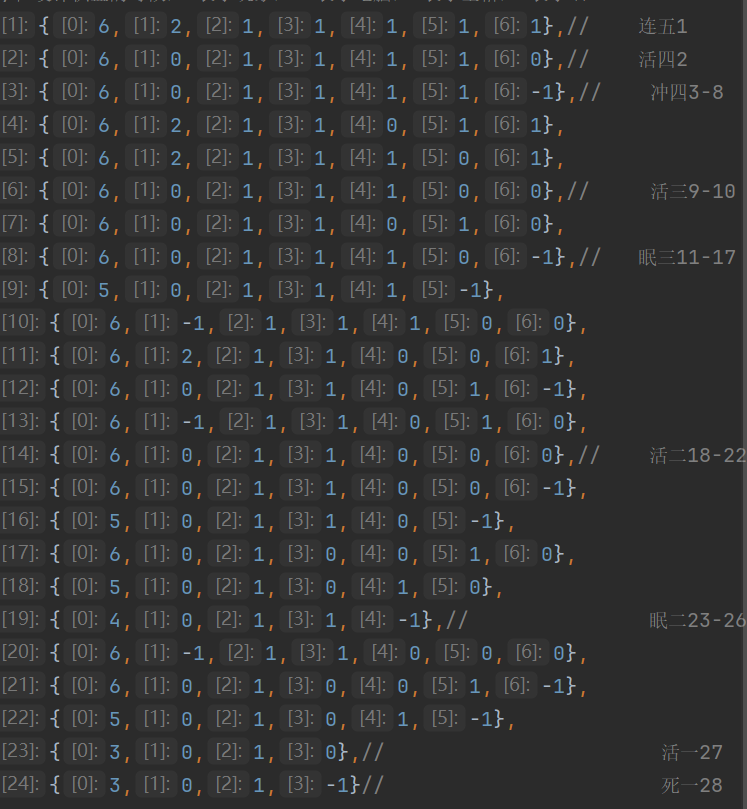 [1]: { [0]: 6, [1]: 2, [2]: 1, [3]: 1, [4]: 1, [5]: 1, [6]: 1},// 连五1
[2]: { [0]: 6, [1]: 0, [2]: 1, [3]: 1, [4]: 1, [5]: 1, [6]: 0},// 活四2
[3]: { [0]: 6, [1]: 0, [2]: 1, [3]: 1, [4]: 1, [5]: 1, [6]: -1},// 冲四3-8
[4]: { [0]: 6, [1]: 2, [2]: 1, [3]: 1, [4]: 0, [5]: 1, [6]: 1},
[5]: { [0]: 6, [1]: 2, [2]: 1, [3]: 1, [4]: 1, [5]: 0, [6]: 1},
[6]: { [0]: 6, [1]: 0, [2]: 1, [3]: 1, [4]: 1, [5]: 0, [6]: 0},// 活三9-10
[7]: { [0]: 6, [1]: 0, [2]: 1, [3]: 1, [4]: 0, [5]: 1, [6]: 0},
[8]: { [0]: 6, [1]: 0, [2]: 1, [3]: 1, [4]: 1, [5]: 0, [6]: -1},// 眠三11-17
[9]: { [0]: 5, [1]: 0, [2]: 1, [3]: 1, [4]: 1, [5]: -1},
[10]: { [0]: 6, [1]: -1, [2]: 1, [3]: 1, [4]: 1, [5]: 0, [6]: 0},
[11]: { [0]: 6, [1]: 2, [2]: 1, [3]: 1, [4]: 0, [5]: 0, [6]: 1},
[12]: { [0]: 6, [1]: 0, [2]: 1, [3]: 1, [4]: 0, [5]: 1, [6]: -1},
[13]: { [0]: 6, [1]: -1, [2]: 1, [3]: 1, [4]: 0, [5]: 1, [6]: 0},
[14]: { [0]: 6, [1]: 0, [2]: 1, [3]: 1, [4]: 0, [5]: 0, [6]: 0},// 活二18-22
[15]: { [0]: 6, [1]: 0, [2]: 1, [3]: 1, [4]: 0, [5]: 0, [6]: -1},
[16]: { [0]: 5, [1]: 0, [2]: 1, [3]: 1, [4]: 0, [5]: -1},
[17]: { [0]: 6, [1]: 0, [2]: 1, [3]: 0, [4]: 0, [5]: 1, [6]: 0},
[18]: { [0]: 5, [1]: 0, [2]: 1, [3]: 0, [4]: 1, [5]: 0},
[19]: { [0]: 4, [1]: 0, [2]: 1, [3]: 1, [4]: -1},// 眠二23-26
[20]: { [0]: 6, [1]: -1, [2]: 1, [3]: 1, [4]: 0, [5]: 0, [6]: 0},
[21]: { [0]: 6, [1]: 0, [2]: 1, [3]: 0, [4]: 0, [5]: 1, [6]: -1},
[22]: { [0]: 5, [1]: 0, [2]: 1, [3]: 0, [4]: 1, [5]: -1},
[23]: { [0]: 3, [1]: 0, [2]: 1, [3]: 0},// 活一27
[24]: { [0]: 3, [1]: 0, [2]: 1, [3]: -1}// 死一28